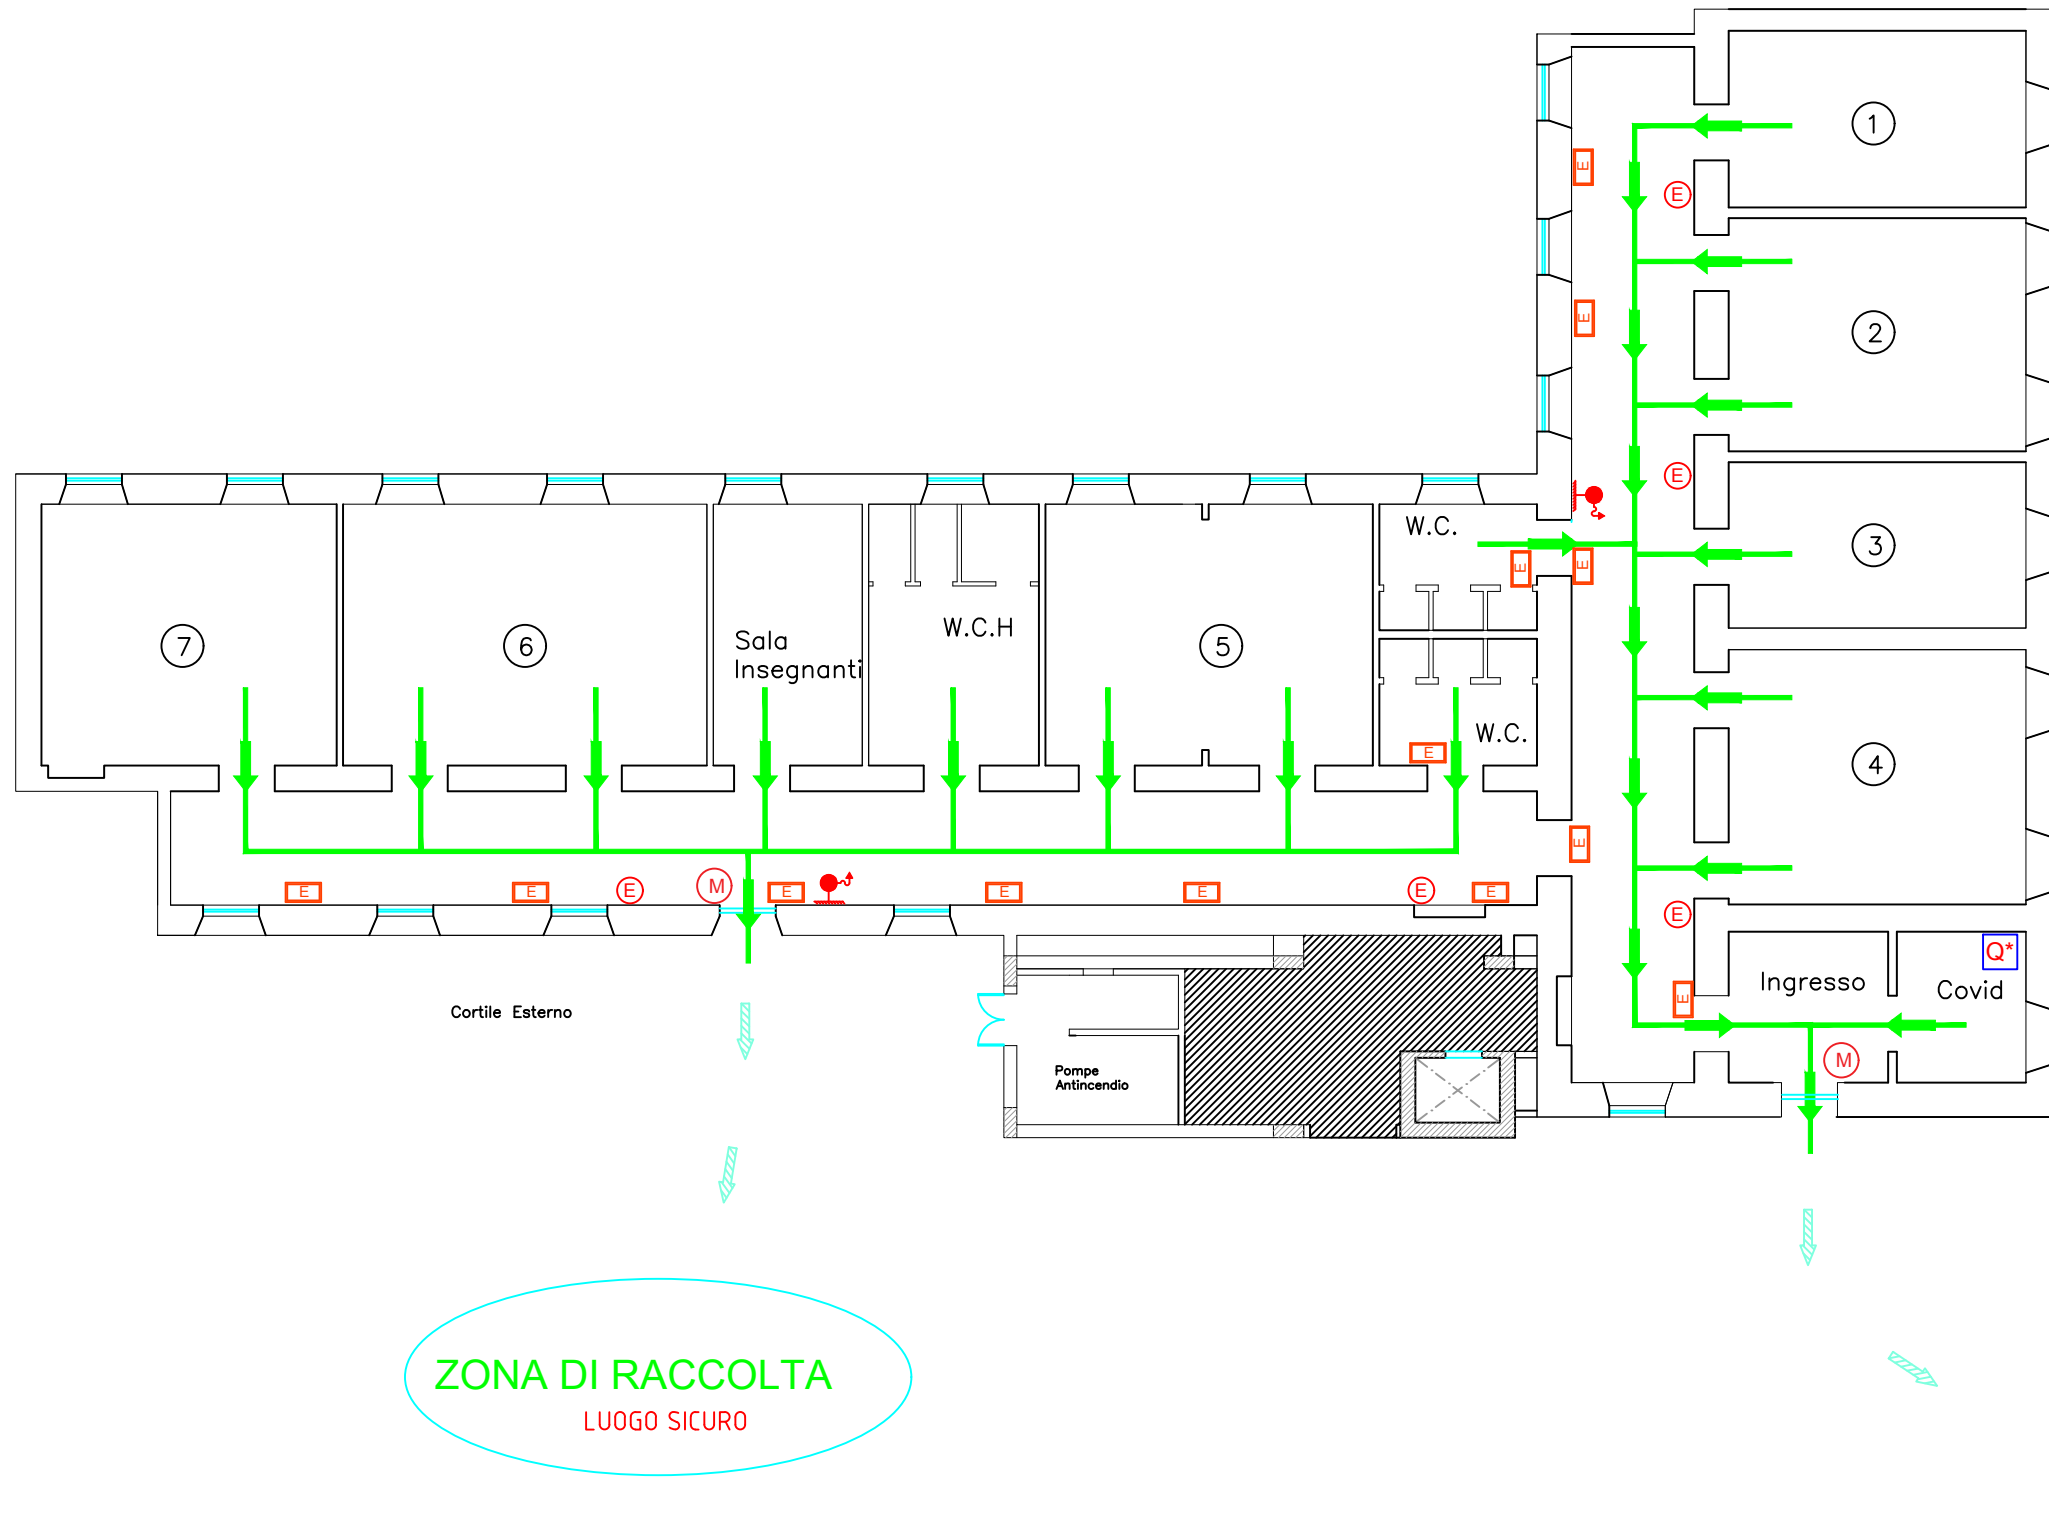 1
E
E
2
E
E
3
W.C.
E
E
7
6
Sala
Insegnanti
W.C.H
5
W.C.
E
4
E
E
E
E
M
E
E
E
E
E
E
Q*
Ingresso
Covid
E
Cortile Esterno
M
Pompe
Antincendio
ZONA DI RACCOLTA
LUOGO SICURO